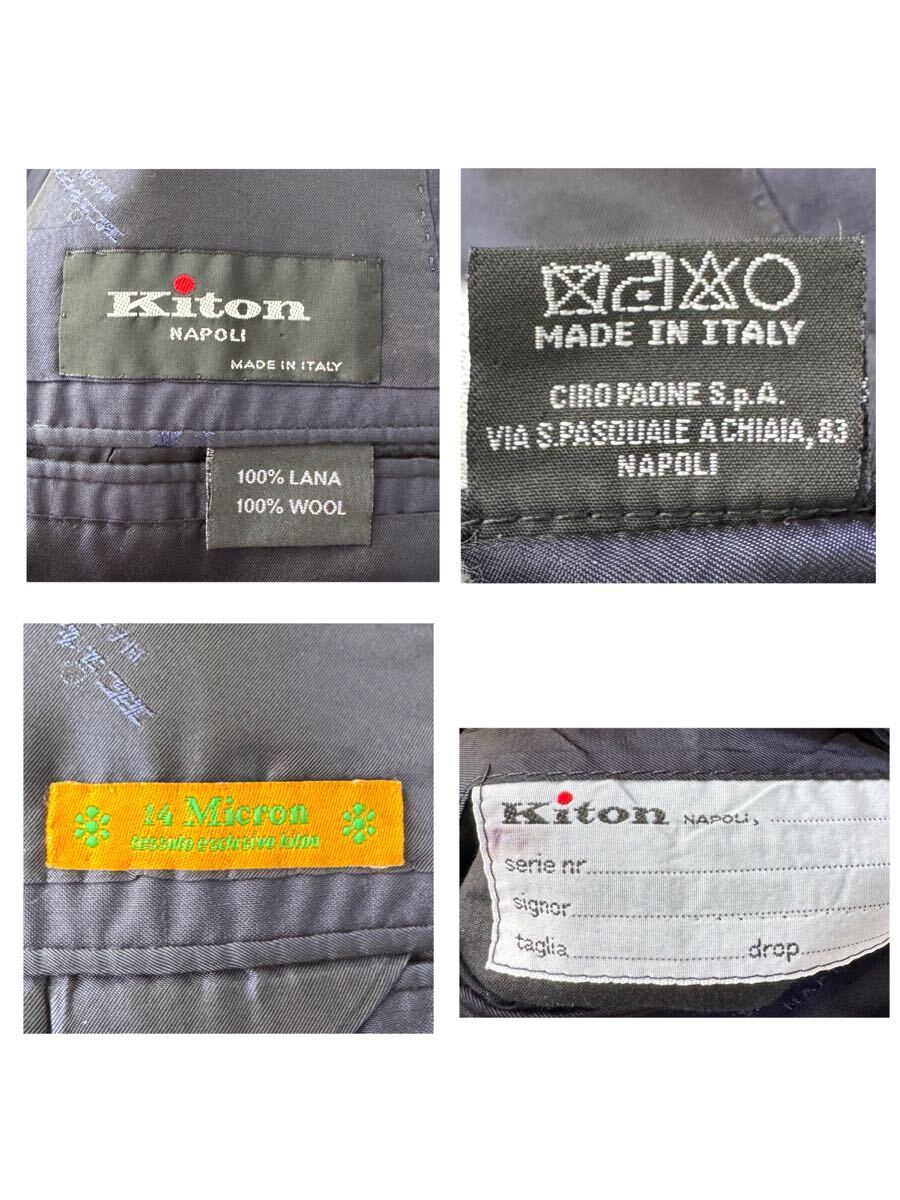 Kiton
NAPOLI
MADE IN ITALY
100% LANA
100% WOOL
MADE IN ITALY
CIRO PAONE S.p.A.
VIA S.PASQUALE A CHIAIA, 83
NAPOLI
14 Micron
tessuto esclusivo kiton
Kiton NAPOLI,
serie nr
signor
taglia drop